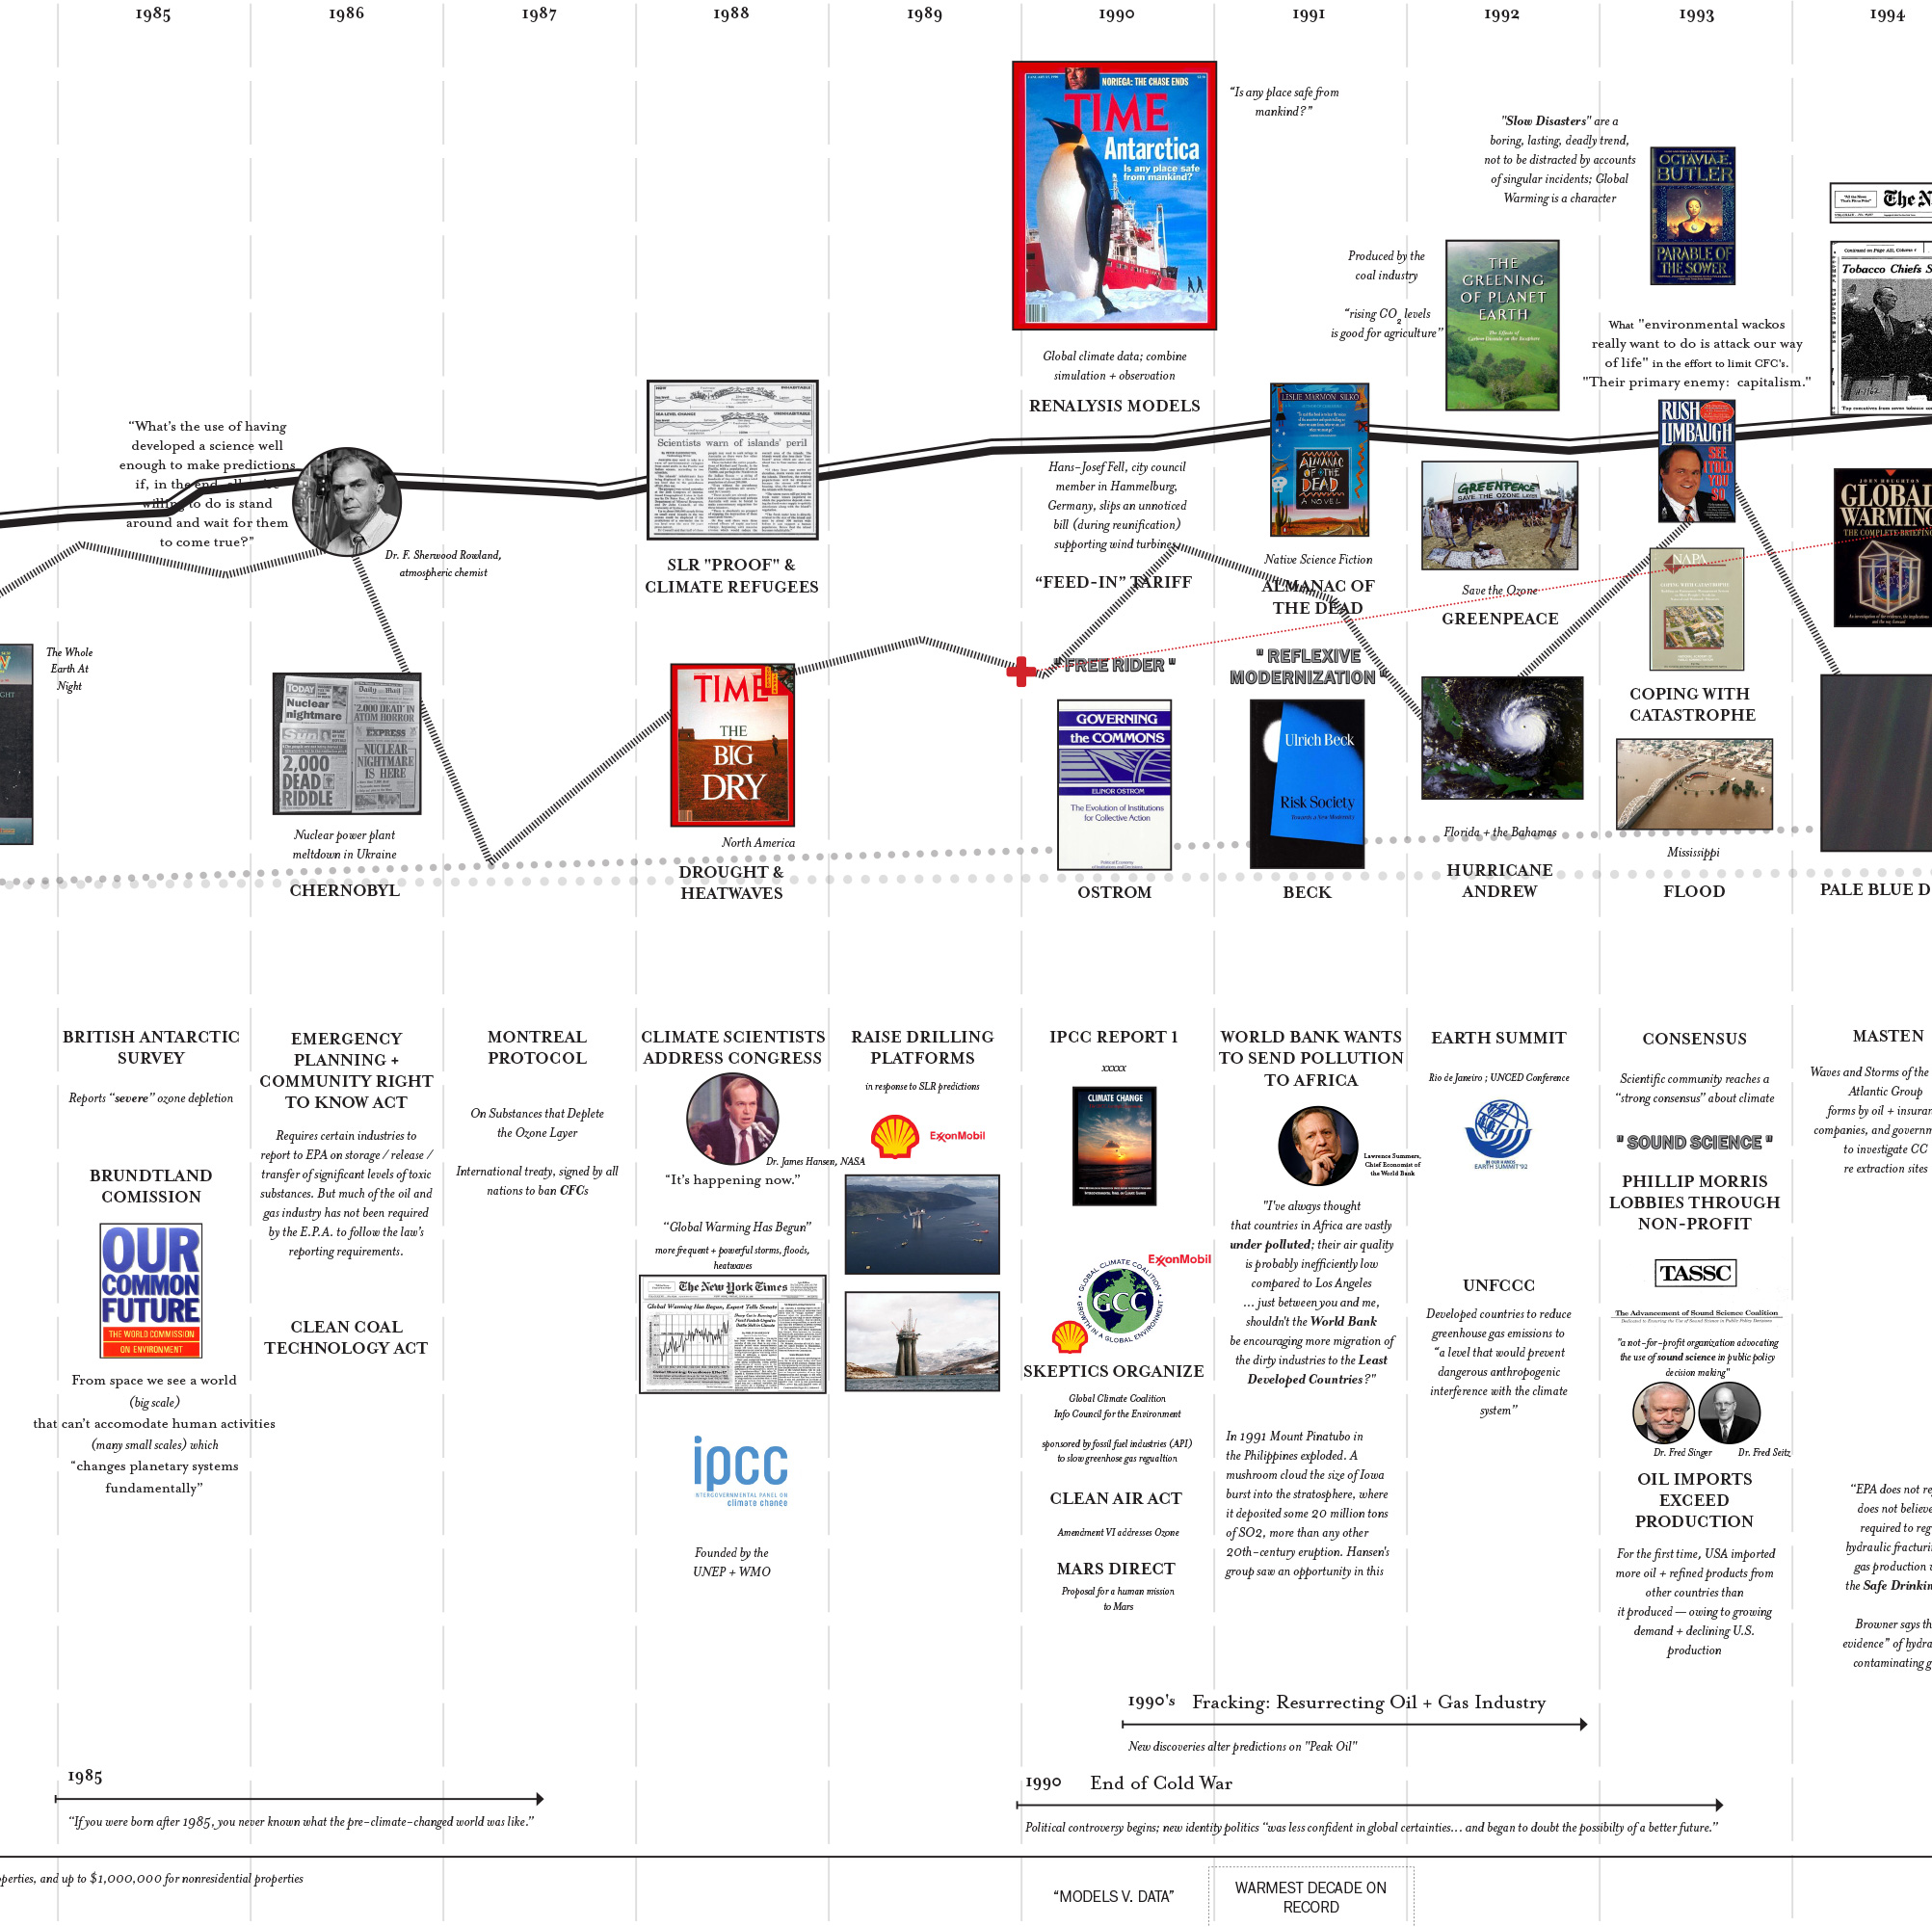 1985
1986
1987
1988
1989
1990
1991
1992
1993
1994
NORIEGA: THE CHASE ENDS
TIME
Antarctica
Is any place safe
from mankind?
“Is any place safe from
mankind?”
Global climate data; combine
simulation + observation
RENALYSIS MODELS
"Slow Disasters" are a
boring, lasting, deadly trend,
not to be distracted by accounts
of singular incidents; Global
Warming is a character
OCTAVIA E.
BUTLER
PARABLE OF
THE SOWER
Produced by the
coal industry
“rising CO2 levels
is good for agriculture”
THE
GREENING
OF PLANET
EARTH
What "environmental wackos
really want to do is attack our way
of life" in the effort to limit CFC's.
"Their primary enemy: capitalism."
RUSH
LIMBAUGH
SEE
I TOLD
YOU
SO
The N
Continued on Page A11, Column 1
Tobacco Chiefs S
“What’s the use of having
developed a science well
enough to make predictions
if, in the end, all
willing to do is stand
around and wait for them
to come true?”
Dr. F. Sherwood Rowland,
atmospheric chemist
Scientists warn of islands' peril
SLR "PROOF" &
CLIMATE REFUGEES
Hans-Josef Fell, city council
member in Hammelburg,
Germany, slips an unnoticed
bill (during reunification)
supporting wind turbines
“FEED-IN” TARIFF
LESLIE MARMON SILKO
ALMANAC
OF THE
DEAD
A NOVEL
Native Science Fiction
ALMANAC OF
THE DEAD
GREENPEACE
SAVE THE OZONE LAYER
Save the Ozone
GREENPEACE
NAPA
COPING WITH
CATASTROPHE
JOHN HOUGHTON
GLOBAL
WARMING
THE COMPLETE BRIEFING
The Whole
Earth At
Night
TODAY
Nuclear
nightmare
Daily Mail
'2,000 DEAD' IN
ATOM HORROR
Sun
2,000
DEAD
RIDDLE
EXPRESS
NUCLEAR
NIGHTMARE
IS HERE
Nuclear power plant
meltdown in Ukraine
CHERNOBYL
TIME
THE
BIG
DRY
North America
DROUGHT &
HEATWAVES
" FREE RIDER "
GOVERNING
the COMMONS
ELINOR OSTROM
The Evolution of Institutions
for Collective Action
OSTROM
" REFLEXIVE
MODERNIZATION "
Ulrich Beck
Risk Society
Towards a New Modernity
BECK
Florida + the Bahamas
HURRICANE
ANDREW
Mississippi
FLOOD
PALE BLUE D
BRITISH ANTARCTIC
SURVEY
Reports “severe” ozone depletion
BRUNDTLAND
COMISSION
OUR
COMMON
FUTURE
THE WORLD COMMISSION
ON ENVIRONMENT
From space we see a world
(big scale)
that can’t accomodate human activities
(many small scales) which
“changes planetary systems
fundamentally”
EMERGENCY
PLANNING +
COMMUNITY RIGHT
TO KNOW ACT
Requires certain industries to
report to EPA on storage / release /
transfer of significant levels of toxic
substances. But much of the oil and
gas industry has not been required
by the E.P.A. to follow the law’s
reporting requirements.
CLEAN COAL
TECHNOLOGY ACT
MONTREAL
PROTOCOL
On Substances that Deplete
the Ozone Layer
International treaty, signed by all
nations to ban CFCs
CLIMATE SCIENTISTS
ADDRESS CONGRESS
Dr. James Hansen, NASA
“It’s happening now.”
“Global Warming Has Begun”
more frequent + powerful storms, floods,
heatwaves
The New York Times
Global Warming Has Begun, Expert Tells Senate
ipcc
INTERGOVERNMENTAL PANEL ON
climate change
Founded by the
UNEP + WMO
RAISE DRILLING
PLATFORMS
in response to SLR predictions
ExxonMobil
IPCC REPORT 1
xxxxx
CLIMATE CHANGE
ExxonMobil
GLOBAL CLIMATE COALITION
GCC
GROWTH IN A GLOBAL ENVIRONMENT
SKEPTICS ORGANIZE
Global Climate Coalition
Info Council for the Environment
sponsored by fossil fuel industries (API)
to slow greenhose gas regualtion
CLEAN AIR ACT
Amendment VI addresses Ozone
MARS DIRECT
Proposal for a human mission
to Mars
WORLD BANK WANTS
TO SEND POLLUTION
TO AFRICA
Lawrence Summers,
Chief Economist of
the World Bank
"I've always thought
that countries in Africa are vastly
under polluted; their air quality
is probably inefficiently low
compared to Los Angeles
... just between you and me,
shouldn't the World Bank
be encouraging more migration of
the dirty industries to the Least
Developed Countries?"
In 1991 Mount Pinatubo in
the Philippines exploded. A
mushroom cloud the size of Iowa
burst into the stratosphere, where
it deposited some 20 million tons
of SO2, more than any other
20th-century eruption. Hansen's
group saw an opportunity in this
EARTH SUMMIT
Rio de Janeiro ; UNCED Conference
IN OUR HANDS
EARTH SUMMIT '92
UNFCCC
Developed countries to reduce
greenhouse gas emissions to
“a level that would prevent
dangerous anthropogenic
interference with the climate
system”
CONSENSUS
Scientific community reaches a
“strong consensus” about climate
" SOUND SCIENCE "
PHILLIP MORRIS
LOBBIES THROUGH
NON-PROFIT
TASSC
The Advancement of Sound Science Coalition
Dedicated to Ensuring the Use of Sound Science in Public Policy Decisions
"a not-for-profit organization advocating
the use of sound science in public policy
decision making"
Dr. Fred Singer
Dr. Fred Seitz
OIL IMPORTS
EXCEED
PRODUCTION
For the first time, USA imported
more oil + refined products from
other countries than
it produced — owing to growing
demand + declining U.S.
production
MASTEN
Waves and Storms of the
Atlantic Group
forms by oil + insuran
companies, and governm
to investigate CC
re extraction sites
“EPA does not re
does not believe
required to reg
hydraulic fracturi
gas production
the Safe Drinkin
Browner says th
evidence” of hydra
contaminating g
1990's Fracking: Resurrecting Oil + Gas Industry
New discoveries alter predictions on "Peak Oil"
1985
“If you were born after 1985, you never known what the pre-climate-changed world was like.”
1990 End of Cold War
Political controversy begins; new identity politics “was less confident in global certainties... and began to doubt the possibilty of a better future.”
operties, and up to $1,000,000 for nonresidential properties
“MODELS V. DATA”
WARMEST DECADE ON
RECORD